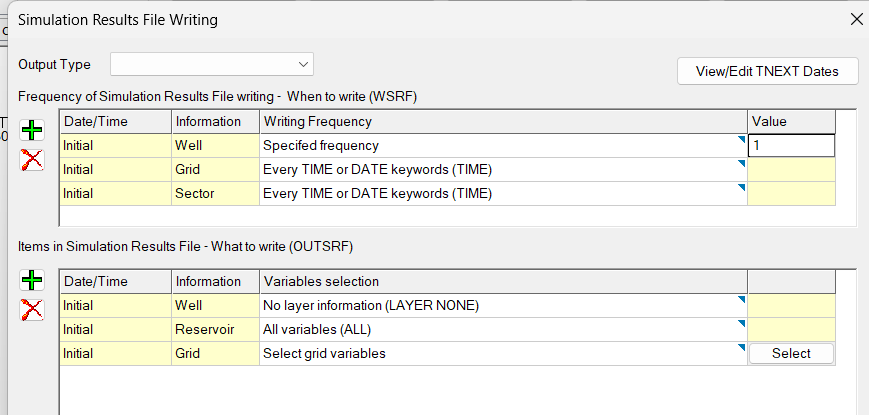 Simulation Results File Writing
Output Type
View/Edit TNEXT Dates
Frequency of Simulation Results File writing - When to write (WSRF)
Date/Time Information Writing Frequency Value
Initial Well Specifed frequency 1
Initial Grid Every TIME or DATE keywords (TIME)
Initial Sector Every TIME or DATE keywords (TIME)
Items in Simulation Results File - What to write (OUTSRF)
Date/Time Information Variables selection
Initial Well No layer information (LAYER NONE)
Initial Reservoir All variables (ALL)
Initial Grid Select grid variables Select